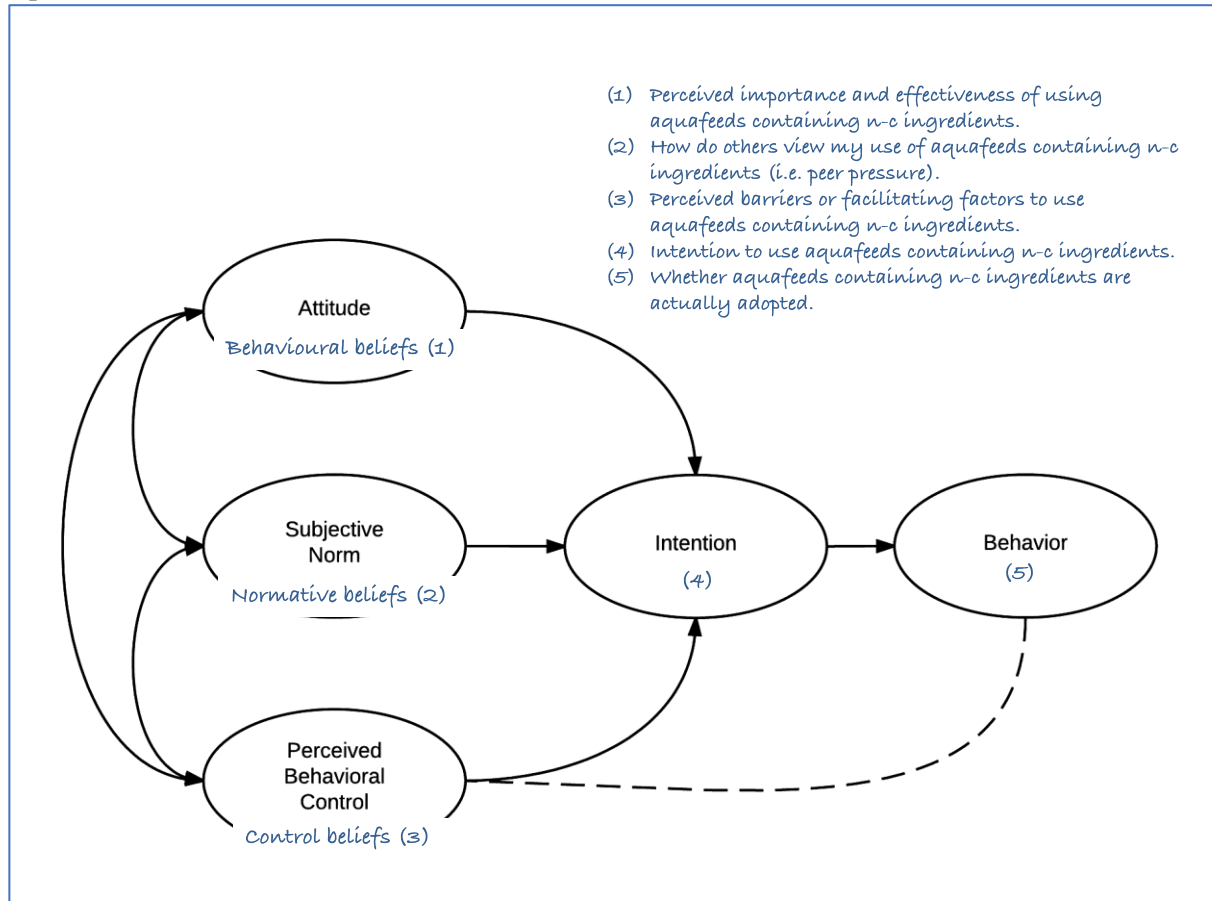 (1) Perceived importance and effectiveness of using
aquafeeds containing n-c ingredients.
(2) How do others view my use of aquafeeds containing n-c
ingredients (i.e. peer pressure).
(3) Perceived barriers or facilitating factors to use
aquafeeds containing n-c ingredients.
(4) Intention to use aquafeeds containing n-c ingredients.
(5) Whether aquafeeds containing n-c ingredients are
actually adopted.
Attitude
Behavioural beliefs (1)
Subjective
Norm
Normative beliefs (2)
Intention
(4)
Behavior
(5)
Perceived
Behavioral
Control
Control beliefs (3)